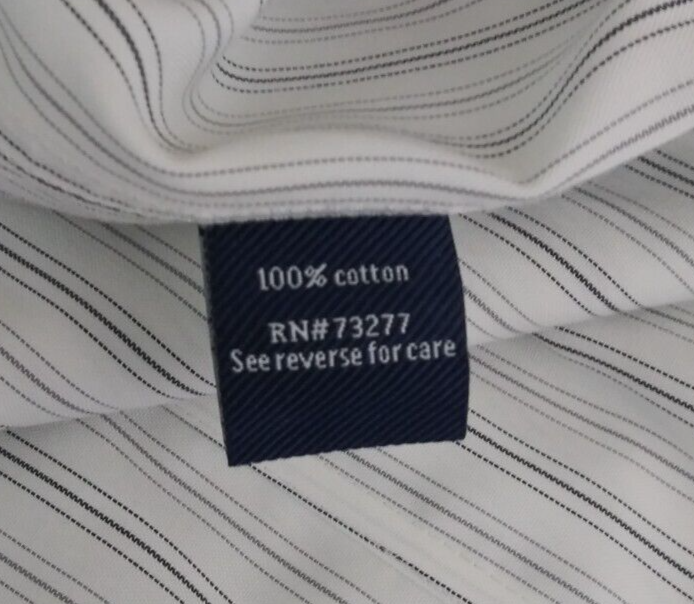 100% cotton
RN#73277
See reverse for care